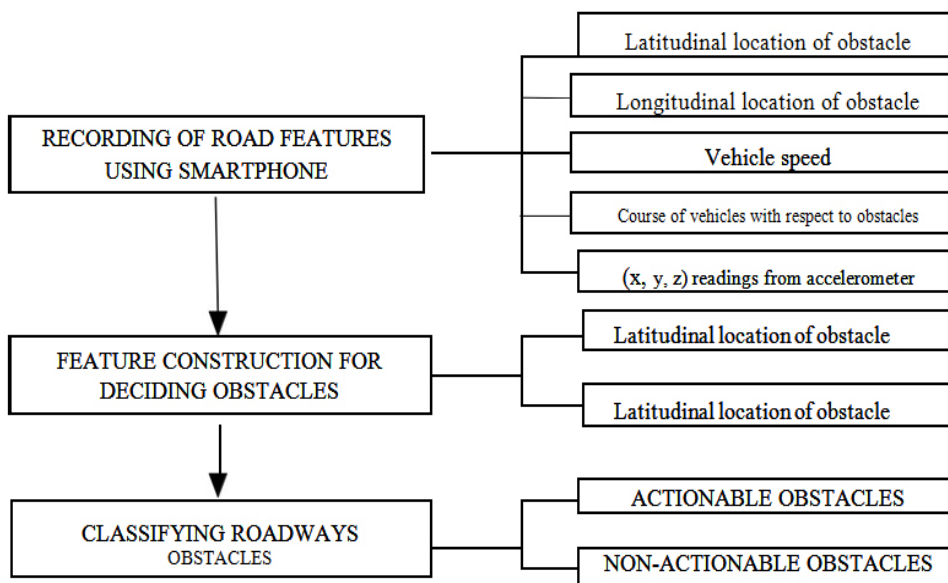 RECORDING OF ROAD FEATURES
USING SMARTPHONE
Latitudinal location of obstacle
Longitudinal location of obstacle
Vehicle speed
Course of vehicles with respect to obstacles
(x, y, z) readings from accelerometer
FEATURE CONSTRUCTION FOR
DECIDING OBSTACLES
Latitudinal location of obstacle
Latitudinal location of obstacle
CLASSIFYING ROADWAYS
OBSTACLES
ACTIONABLE OBSTACLES
NON-ACTIONABLE OBSTACLES